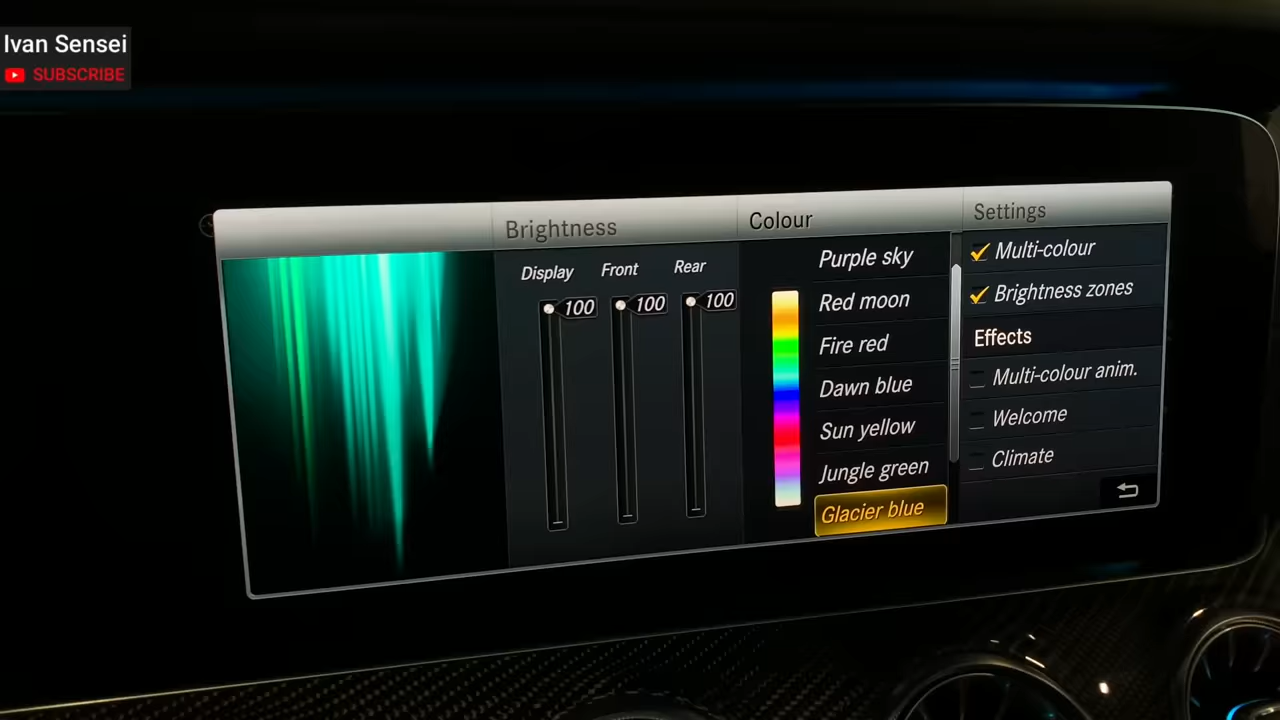 Ivan Sensei
SUBSCRIBE
Brightness
Colour
Settings
Display
Front
Rear
100
100
100
Purple sky
Red moon
Fire red
Dawn blue
Sun yellow
Jungle green
Glacier blue
Multi-colour
Brightness zones
Effects
Multi-colour anim.
Welcome
Climate